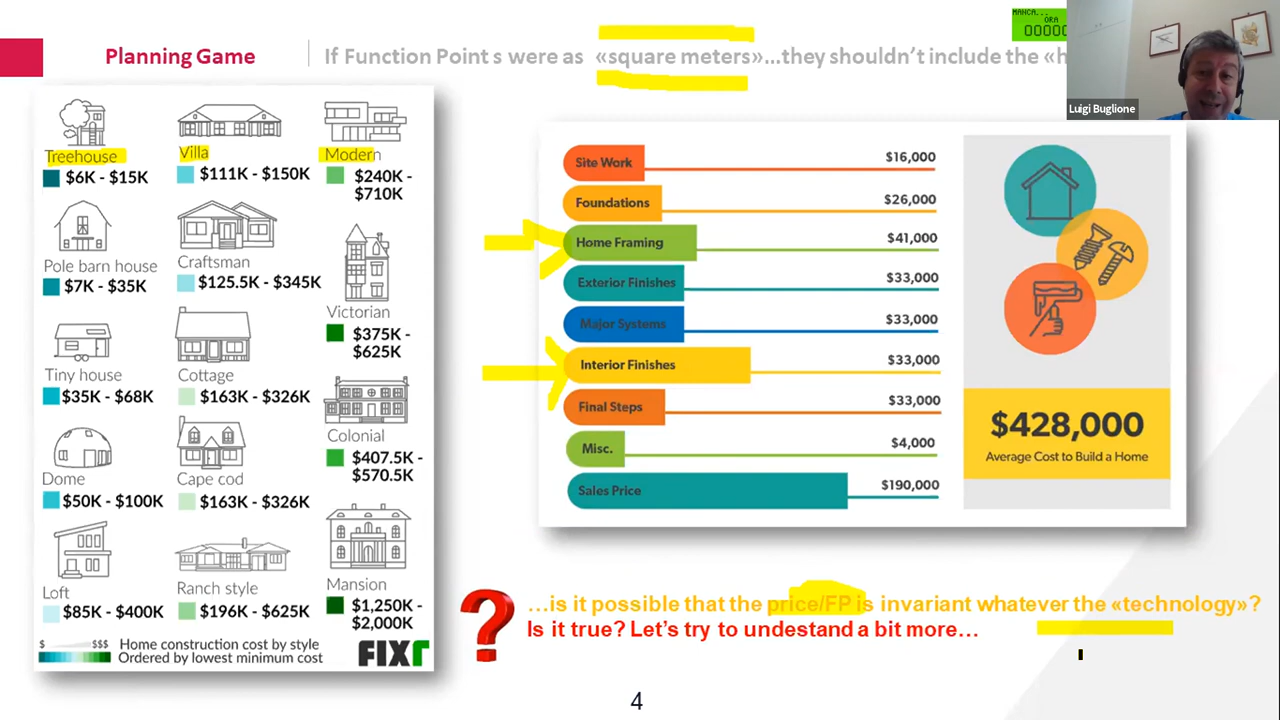 Planning Game
If Function Point s were as «square meters»...they shouldn't include the «h
MANCA...
ORA
00000
Luigi Buglione
Treehouse
$6K - $15K
Villa
$111K - $150K
Modern
$240K -
$710K
Pole barn house
$7K - $35K
Craftsman
$125.5K - $345K
Victorian
$375K -
$625K
Tiny house
$35K - $68K
Cottage
$163K - $326K
Colonial
$407.5K -
$570.5K
Dome
$50K - $100K
Cape cod
$163K - $326K
Mansion
$1,250K -
$2,000K
Loft
$85K - $400K
Ranch style
$196K - $625K
$ $$$ Home construction cost by style
Ordered by lowest minimum cost
FIXr
Site Work $16,000
Foundations $26,000
Home Framing $41,000
Exterior Finishes $33,000
Major Systems $33,000
Interior Finishes $33,000
Final Steps $33,000
Misc. $4,000
Sales Price $190,000
$428,000
Average Cost to Build a Home
?
...is it possible that the price/FP is invariant whatever the «technology»?
Is it true? Let's try to undestand a bit more...
4